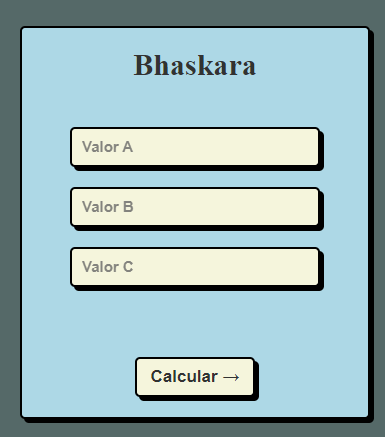 Bhaskara
Valor A
Valor B
Valor C
Calcular →